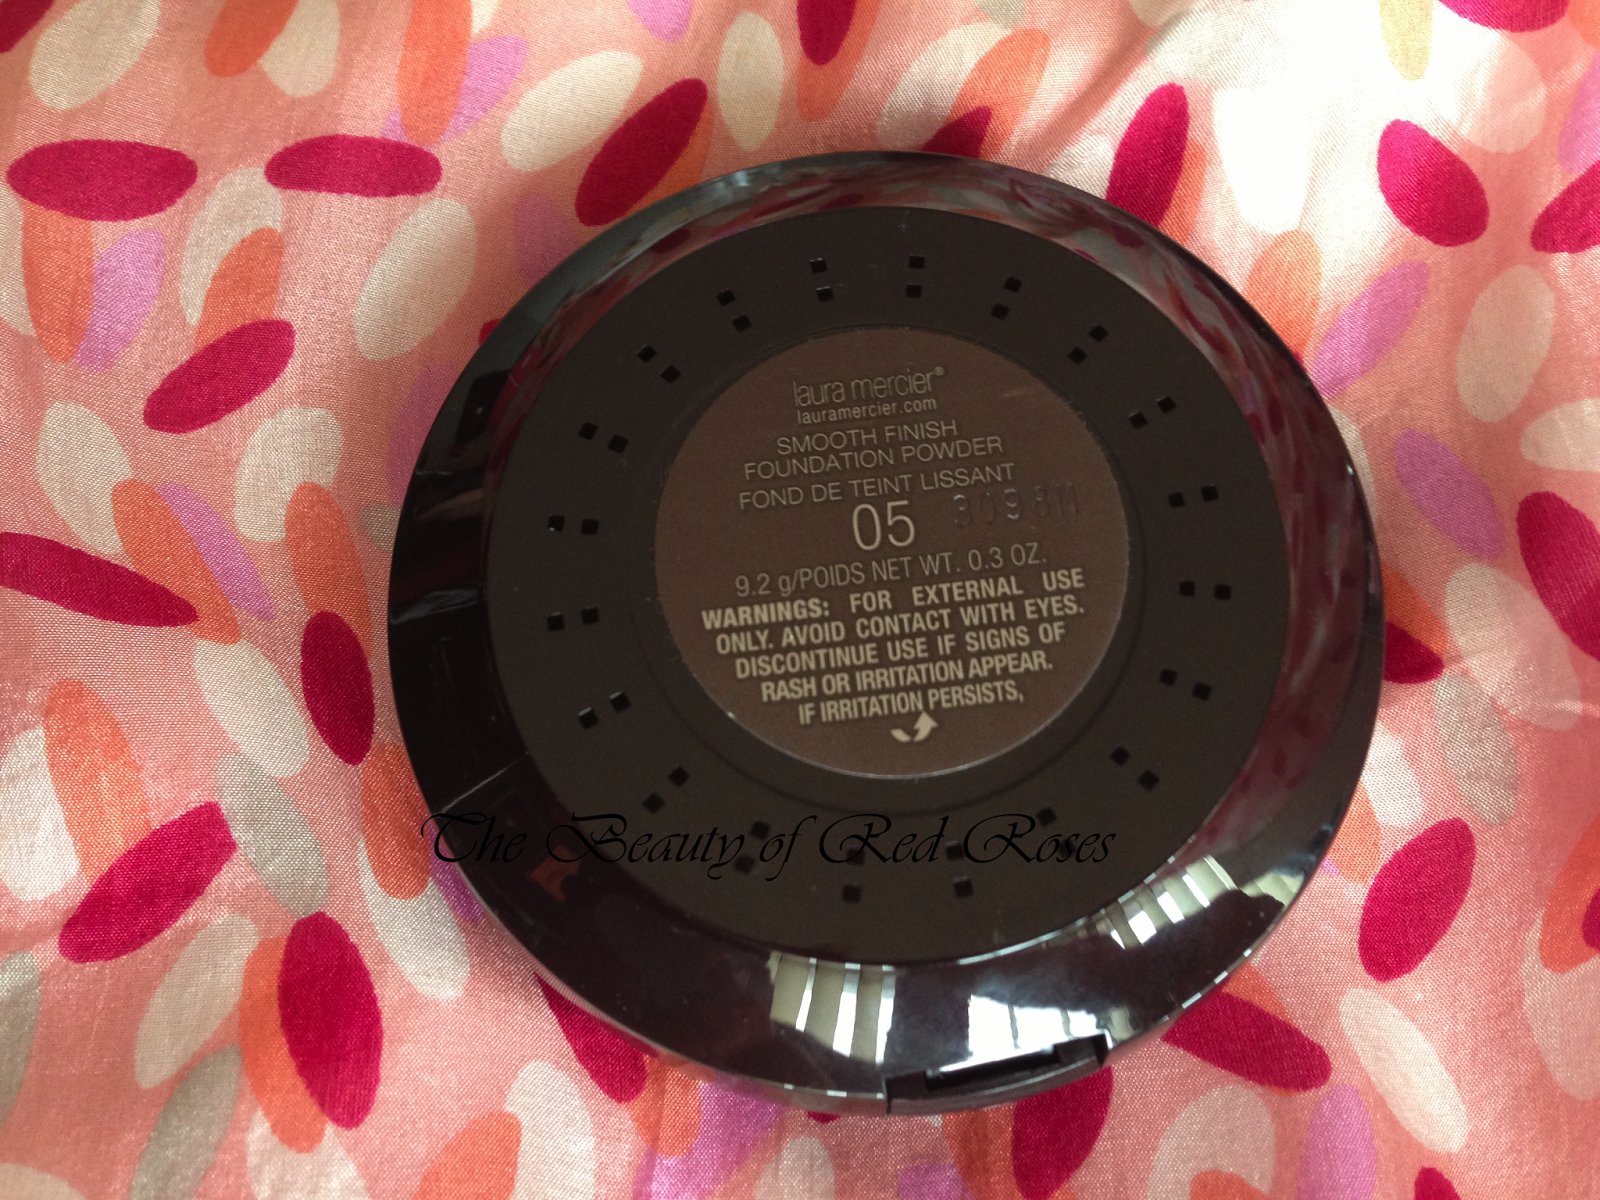 laura mercier®
lauramercier.com
SMOOTH FINISH
FOUNDATION POWDER
FOND DE TEINT LISSANT
05
9.2 g/POIDS NET WT. 0.3 OZ.
WARNINGS: FOR EXTERNAL USE
ONLY. AVOID CONTACT WITH EYES.
DISCONTINUE USE IF SIGNS OF
RASH OR IRRITATION APPEAR.
IF IRRITATION PERSISTS,
The Beauty of Red Roses